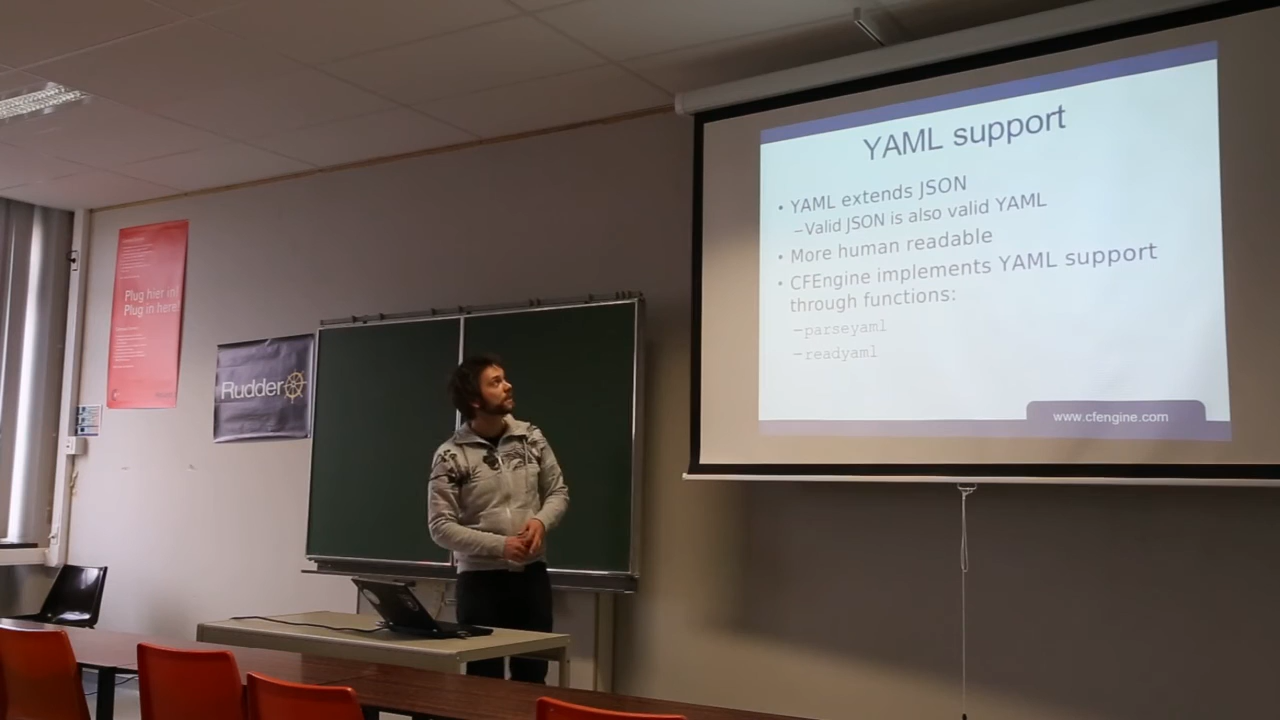 YAML support
• YAML extends JSON
–Valid JSON is also valid YAML
• More human readable
• CFEngine implements YAML support
through functions:
–parseyaml
–readyaml
www.cfengine.com
Plug hier in!
Plug in here!
Rudder